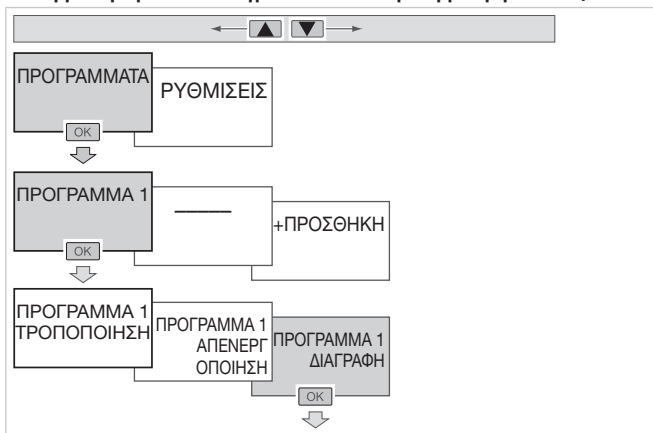 ΠΡΟΓΡΑΜΜΑΤΑ
ΡΥΘΜΙΣΕΙΣ
OK
ΠΡΟΓΡΑΜΜΑ 1
–––––
+ΠΡΟΣΘΗΚΗ
OK
ΠΡΟΓΡΑΜΜΑ 1
ΤΡΟΠΟΠΟΙΗΣΗ
ΠΡΟΓΡΑΜΜΑ 1
ΑΠΕΝΕΡΓ
ΟΠΟΙΗΣΗ
ΠΡΟΓΡΑΜΜΑ 1
ΔΙΑΓΡΑΦΗ
OK